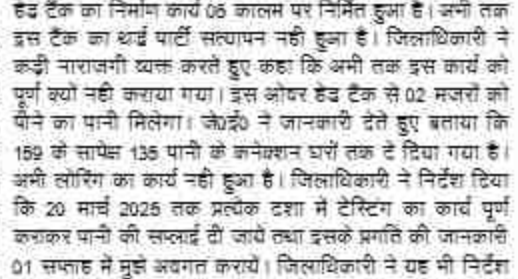 हेड टैंक का निर्माण कार्य 06 कालम पर निर्मित हुआ है। अभी तक
इस टैंक का थर्ड पार्टी सत्यापन नही हुआ है। जिलाधिकारी ने
कड़ी नाराजगी व्यक्त करते हुए कहा कि अभी तक इस कार्य को
पूर्ण क्यों नही कराया गया। इस ओवर हेड टैंक से 02 मजरों को
पीने का पानी मिलेगा। जे0ई0 ने जानकारी देते हुए बताया कि
159 के सापेक्ष 135 पानी के कनेक्शन घरों तक दे दिया गया है।
अभी लोरिंग का कार्य नही हुआ है। जिलाधिकारी ने निर्देश दिया
कि 20 मार्च 2025 तक प्रत्येक दशा में टेस्टिंग का कार्य पूर्ण
कराकर पानी की सप्लाई दी जाये तथा इसके प्रगति की जानकारी
01 सप्ताह में मुझे अवगत करायें। जिलाधिकारी ने यह भी निर्देश